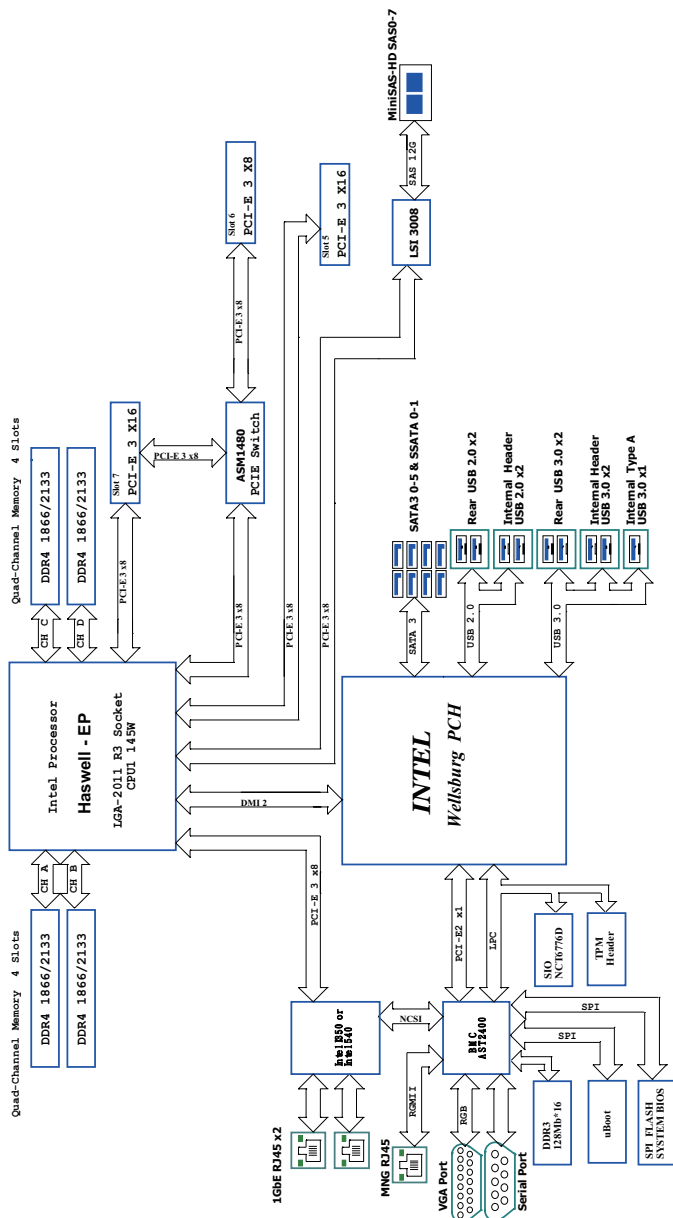 Quad-Channel Memory 4 Slots
DDR4 1866/2133
DDR4 1866/2133
CH A
CH B
Intel Processor
Haswell - EP
LGA-2011 R3 Socket
CPU1 145W
CH C
CH D
Quad-Channel Memory 4 Slots
DDR4 1866/2133
DDR4 1866/2133
PCI-E 3 x8
Slot 7
PCI-E 3 X16
PCI-E 3 x8
PCI-E 3 x8
ASM1480
PCIE Switch
PCI-E 3 x8
Slot 6
PCI-E 3 X8
PCI-E 3 x8
Slot 5
PCI-E 3 X16
PCI-E 3 x8
LSI 3008
SAS 12G
MiniSAS-HD SAS0-7
DMI 2
PCI-E 3 x8
Intel I350 or
Intel 540
1GbE RJ45 x2
NCSI
INTEL
Wellsburg PCH
SATA 3
SATA3 0-5 & SSATA 0-1
USB 2.0
Rear USB 2.0 x2
Internal Header
USB 2.0 x2
USB 3.0
Rear USB 3.0 x2
Internal Header
USB 3.0 x2
Internal Type A
USB 3.0 x1
PCI-E2 x1
LPC
SIO
NCT6776D
TPM
Header
BMC
AST2400
RGMII
MNG RJ45
RGB
VGA Port
Serial Port
DDR3
128Mb*16
SPI
uBoot
SPI
SPI FLASH
SYSTEM BIOS